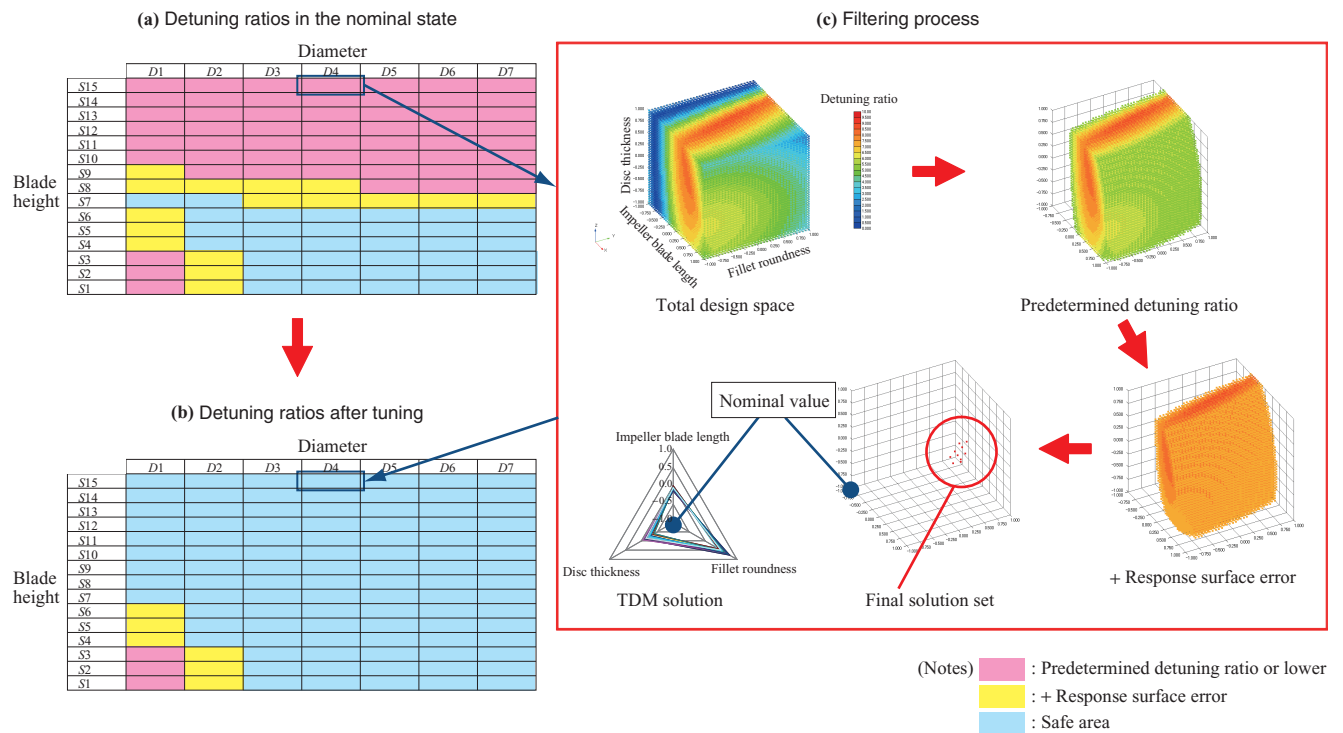 (a) Detuning ratios in the nominal state
Diameter
D1 D2 D3 D4 D5 D6 D7
S15
S14
S13
S12
S11
S10
S9
S8
S7
S6
S5
S4
S3
S2
S1
Blade
height
(b) Detuning ratios after tuning
Diameter
D1 D2 D3 D4 D5 D6 D7
S15
S14
S13
S12
S11
S10
S9
S8
S7
S6
S5
S4
S3
S2
S1
Blade
height
(c) Filtering process
Detuning ratio
Disc thickness
Impeller blade length
Fillet roundness
Total design space
Predetermined detuning ratio
+ Response surface error
Nominal value
Final solution set
Impeller blade length
1.0
0.5
0.0
−0.5
−1.0
Disc thickness
Fillet roundness
TDM solution
(Notes)
: Predetermined detuning ratio or lower
: + Response surface error
: Safe area